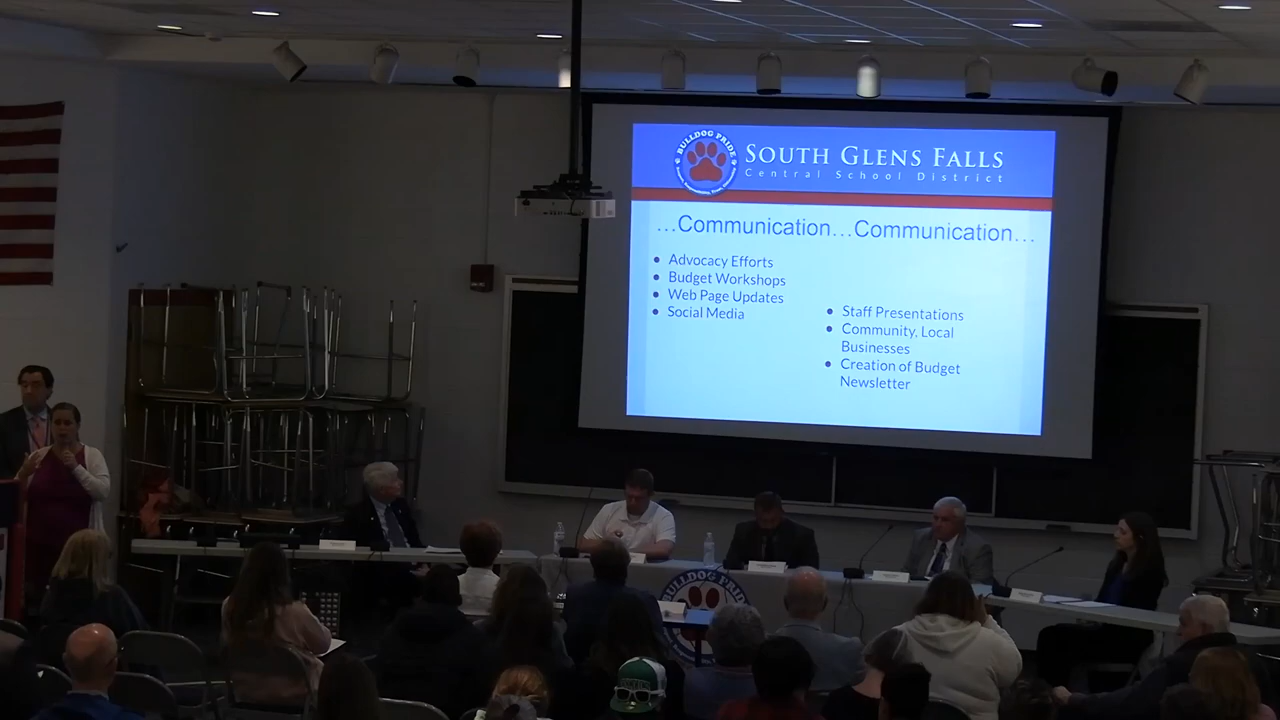 BULLDOG PRIDE
SOUTH GLENS FALLS
Central School District
...Communication...Communication...
• Advocacy Efforts
• Budget Workshops
• Web Page Updates
• Social Media
• Staff Presentations
• Community, Local
Businesses
• Creation of Budget
Newsletter
BULLDOG PRIDE